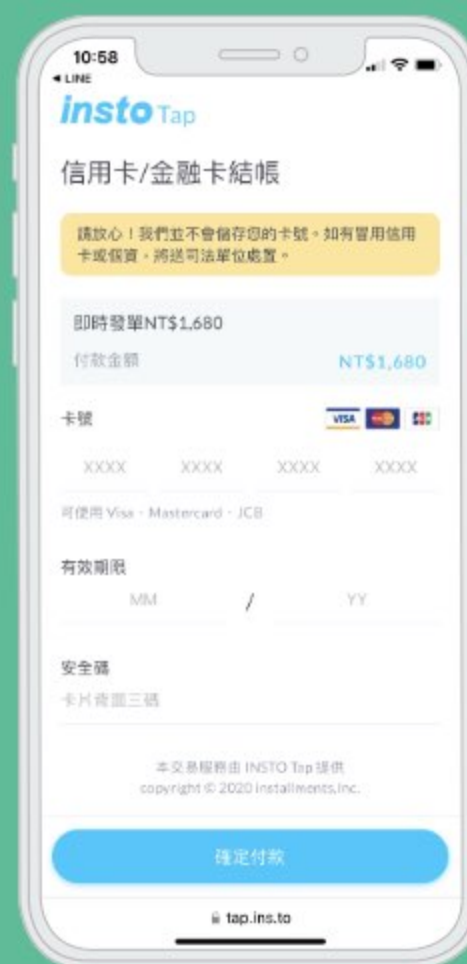 10:58
◀ LINE
insto Tap
信用卡/金融卡結帳
請放心！我們並不會儲存您的卡號。如有冒用信用
卡或個資，將送司法單位處置。
即時發單NT$1,680
付款金額 NT$1,680
卡號 VISA JCB
XXXX XXXX XXXX XXXX
可使用 Visa、Mastercard、JCB
有效期限
MM / YY
安全碼
卡片背面三碼
本交易服務由 INSTO Tap 提供
copyright © 2020 installments,Inc.
確定付款
tap.ins.to